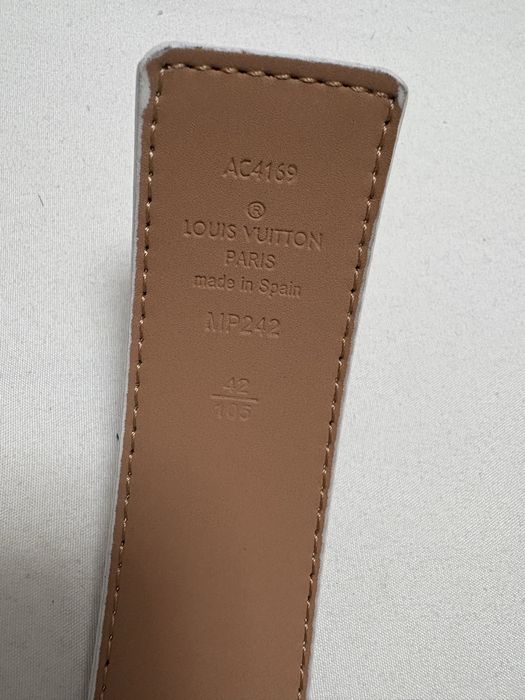 AC4169
®
LOUIS VUITTON
PARIS
made in Spain
MP242
42
105